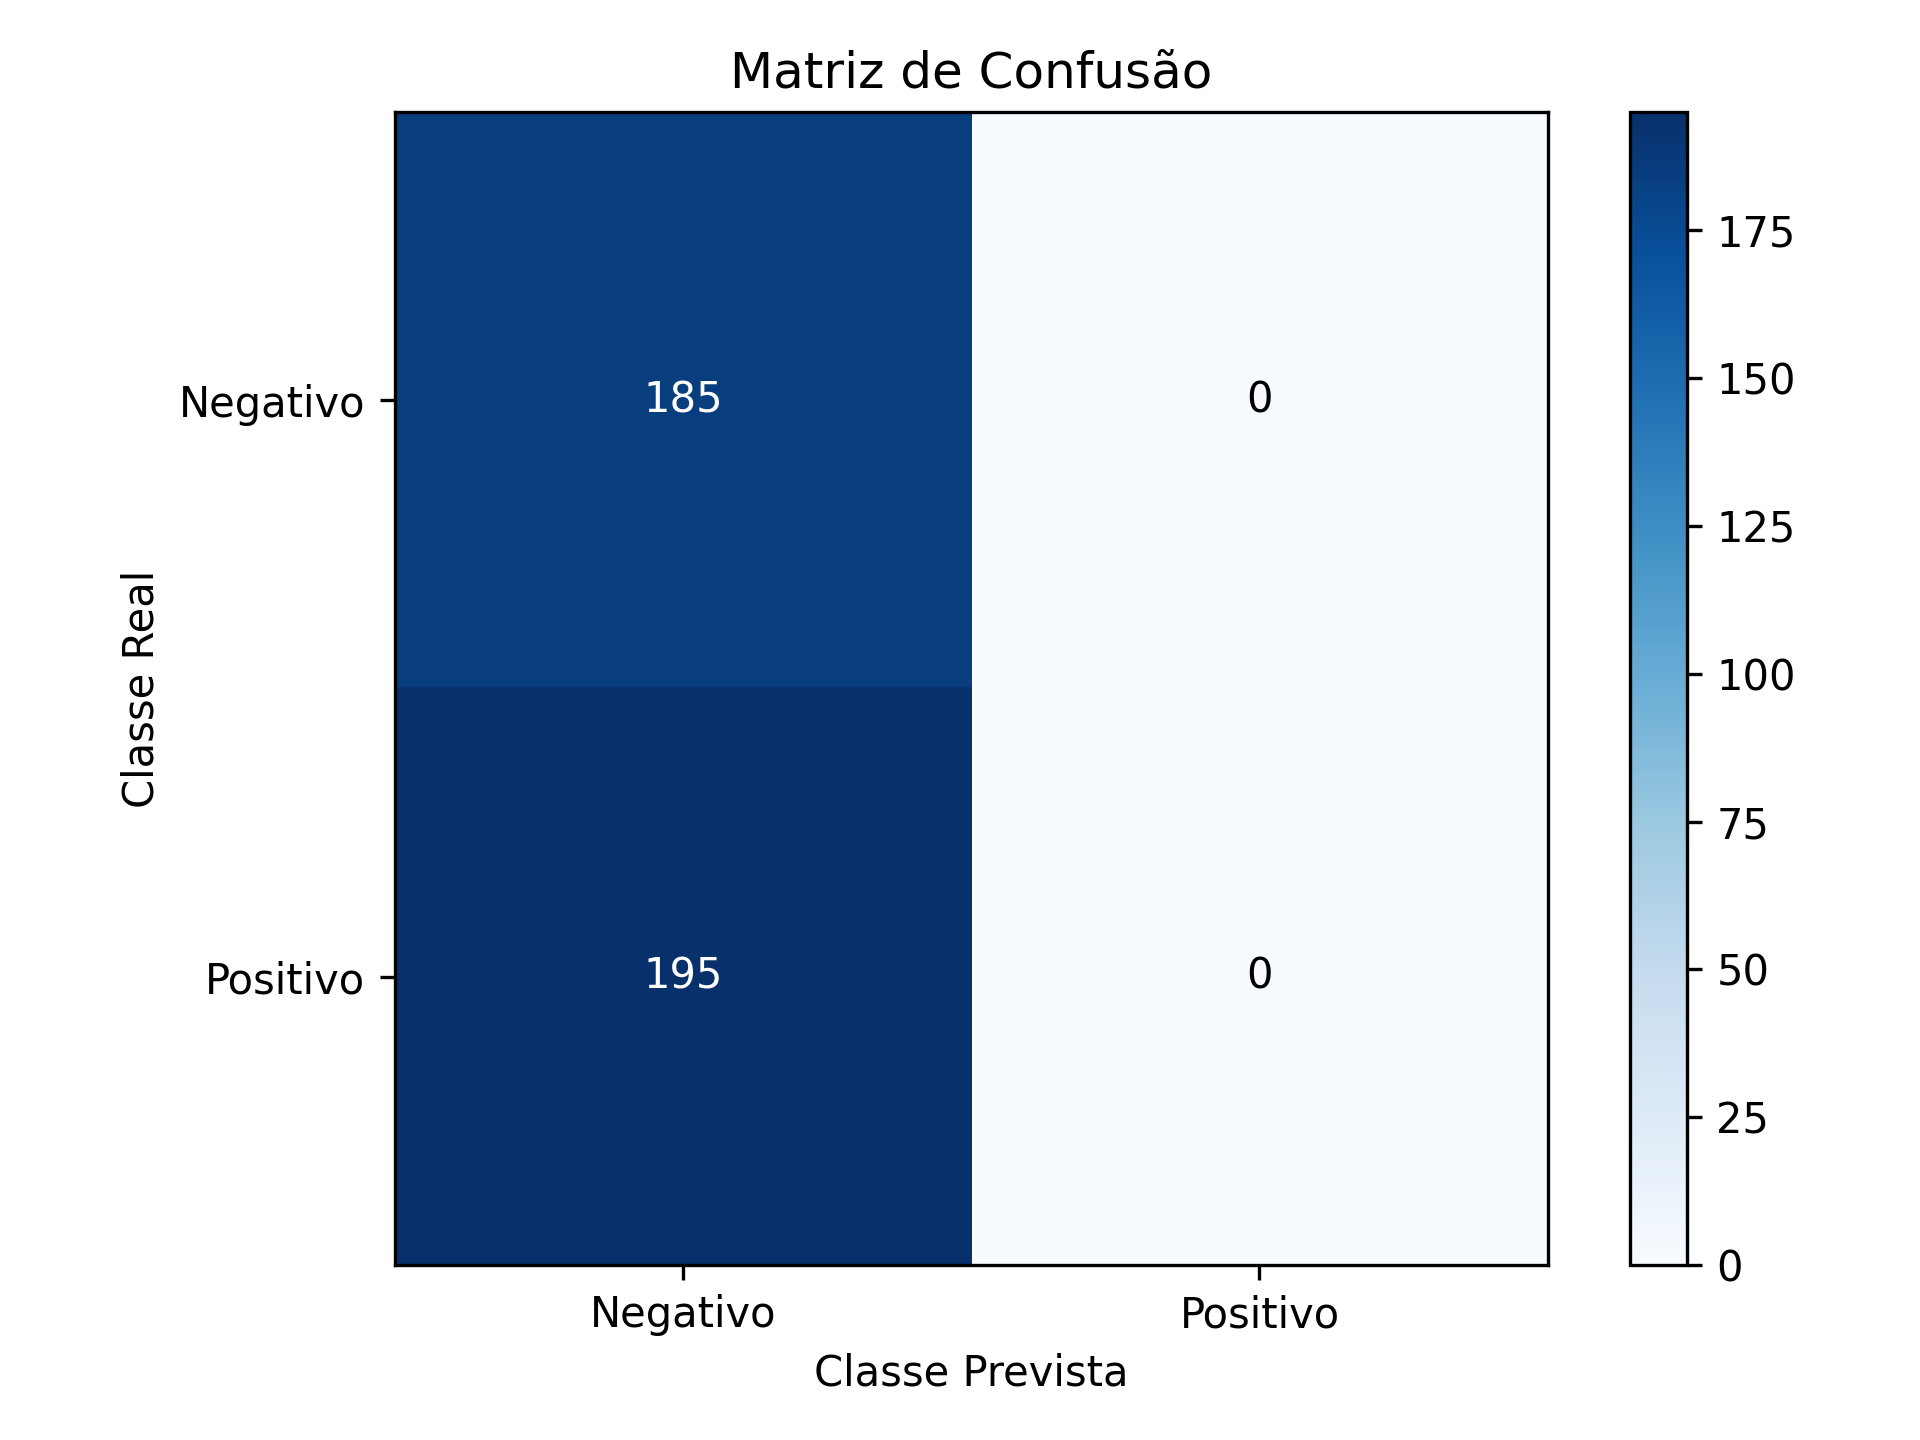 Matriz de Confusão
Negativo
185
0
Classe Real
Positivo
195
0
Negativo
Positivo
Classe Prevista
175
150
125
100
75
50
25
0